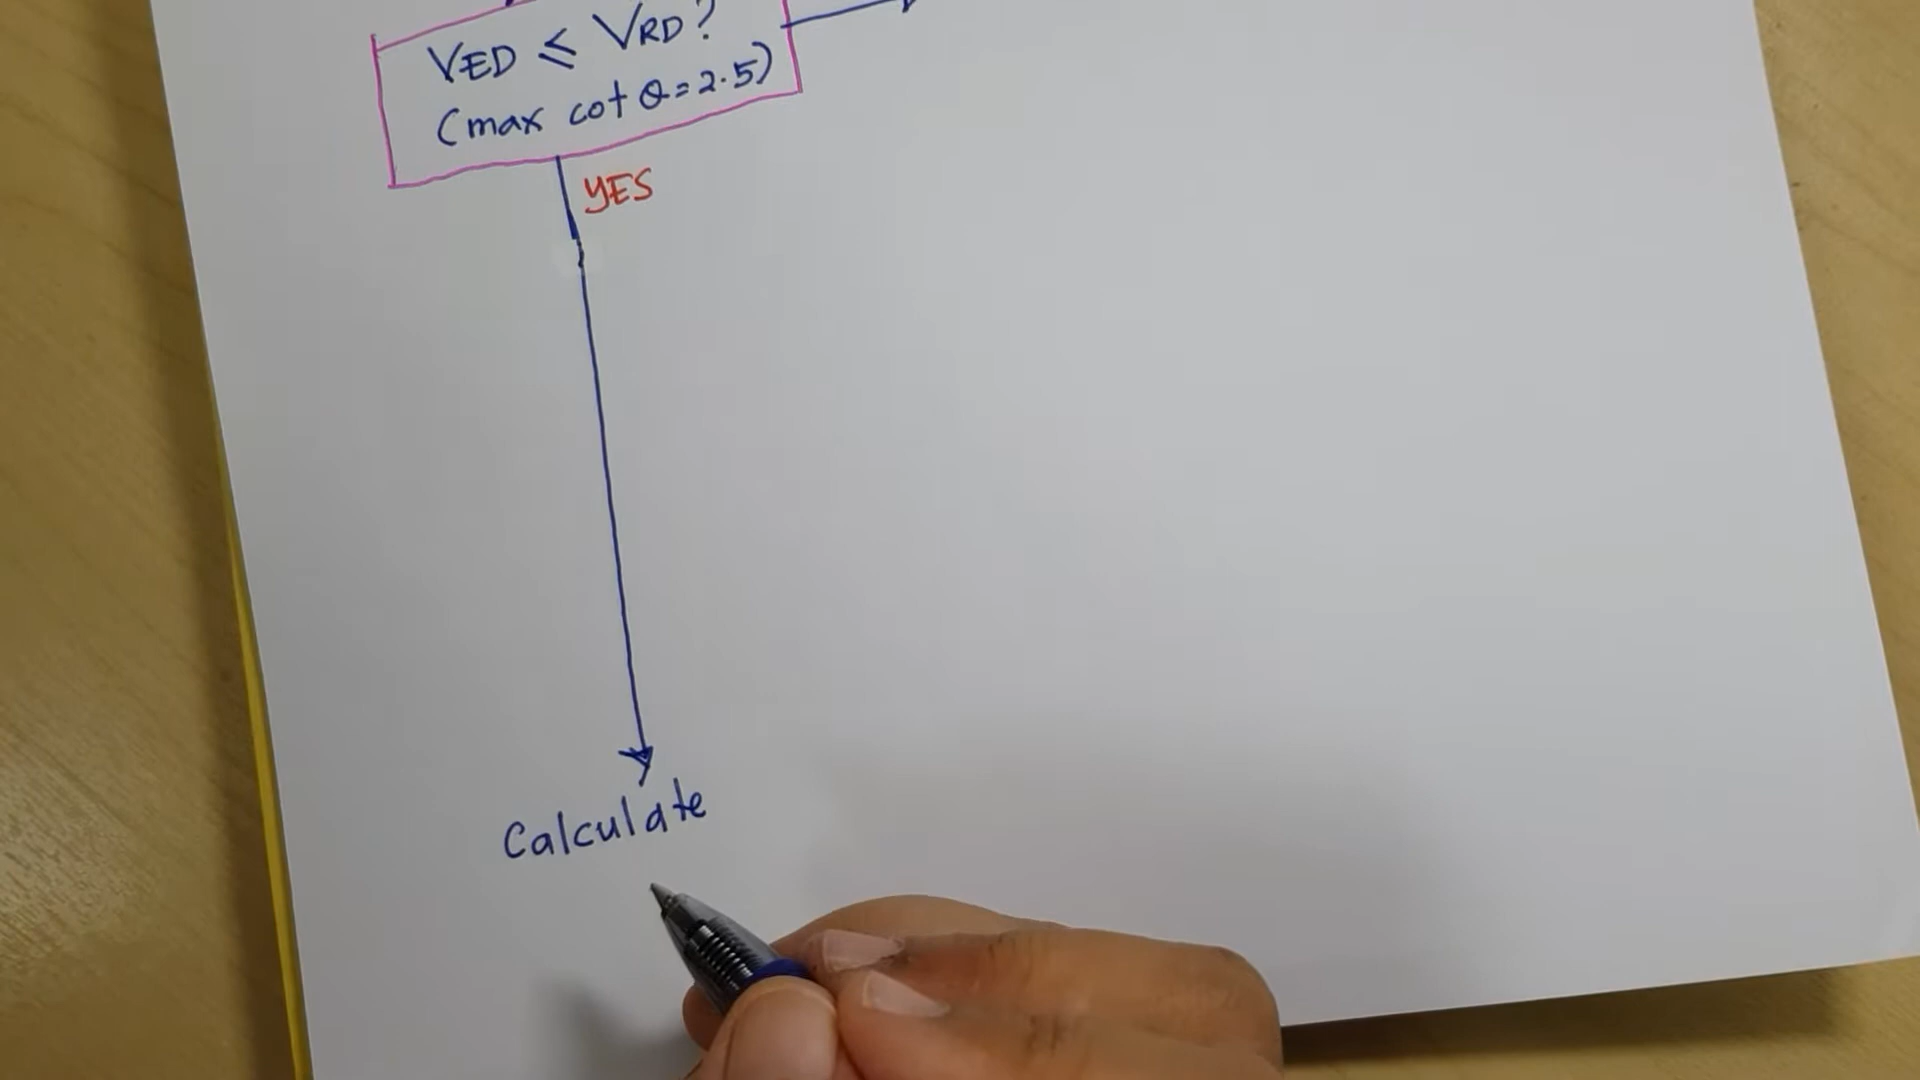 VED ≤ VRD?
(max cot θ = 2.5)
YES
Calculate